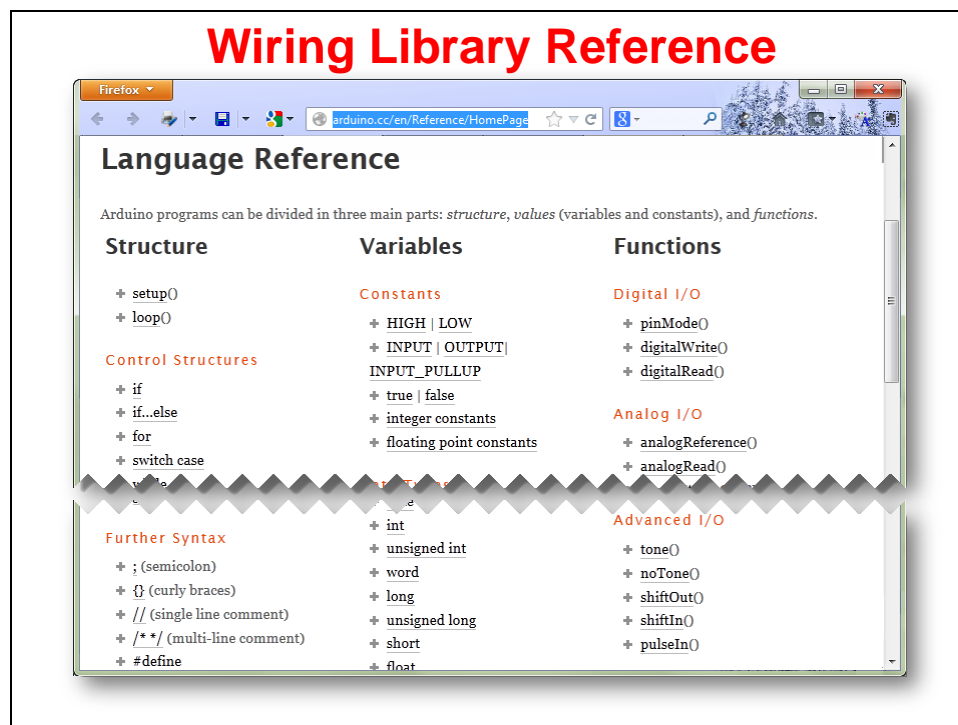 Wiring Library Reference
Firefox
arduino.cc/en/Reference/HomePage
Language Reference
Arduino programs can be divided in three main parts: structure, values (variables and constants), and functions.
Structure
setup()
loop()
Control Structures
if
if...else
for
switch case
while
Further Syntax
; (semicolon)
{} (curly braces)
// (single line comment)
/* */ (multi-line comment)
#define
Variables
Constants
HIGH | LOW
INPUT | OUTPUT|
INPUT_PULLUP
true | false
integer constants
floating point constants
int
unsigned int
word
long
unsigned long
short
float
Functions
Digital I/O
pinMode()
digitalWrite()
digitalRead()
Analog I/O
analogReference()
analogRead()
Advanced I/O
tone()
noTone()
shiftOut()
shiftIn()
pulseIn()